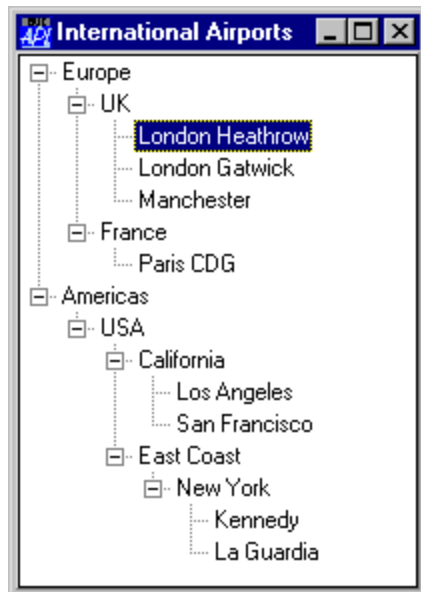 International Airports
Europe
UK
London Heathrow
London Gatwick
Manchester
France
Paris CDG
Americas
USA
California
Los Angeles
San Francisco
East Coast
New York
Kennedy
La Guardia